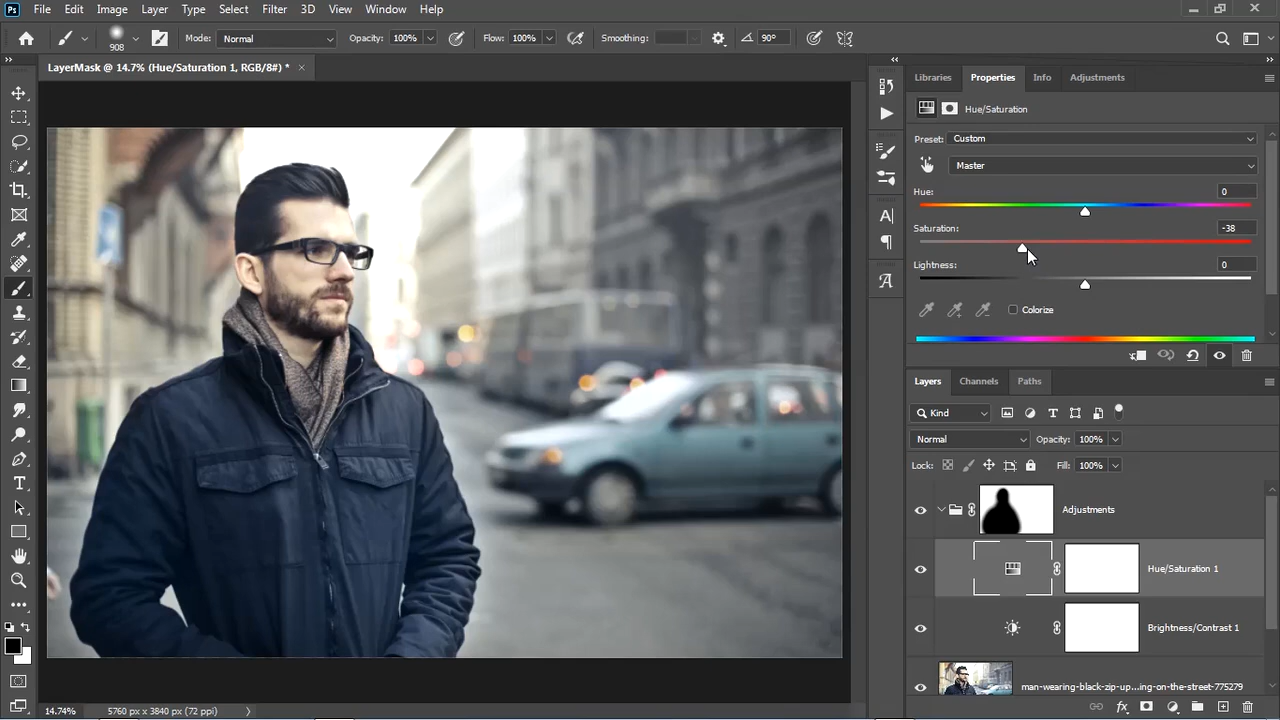 Ps File Edit Image Layer Type Select Filter 3D View Window Help
908 Mode: Normal Opacity: 100% Flow: 100% Smoothing: 90°
LayerMask @ 14.7% (Hue/Saturation 1, RGB/8#) * ×
Libraries Properties Info Adjustments
Hue/Saturation
Preset: Custom
Master
Hue: 0
Saturation: -38
Lightness: 0
Colorize
Layers Channels Paths
Kind
Normal Opacity: 100%
Lock: Fill: 100%
Adjustments
Hue/Saturation 1
Brightness/Contrast 1
man-wearing-black-zip-up...ing-on-the-street-775279
14.74% 5760 px x 3840 px (72 ppi)